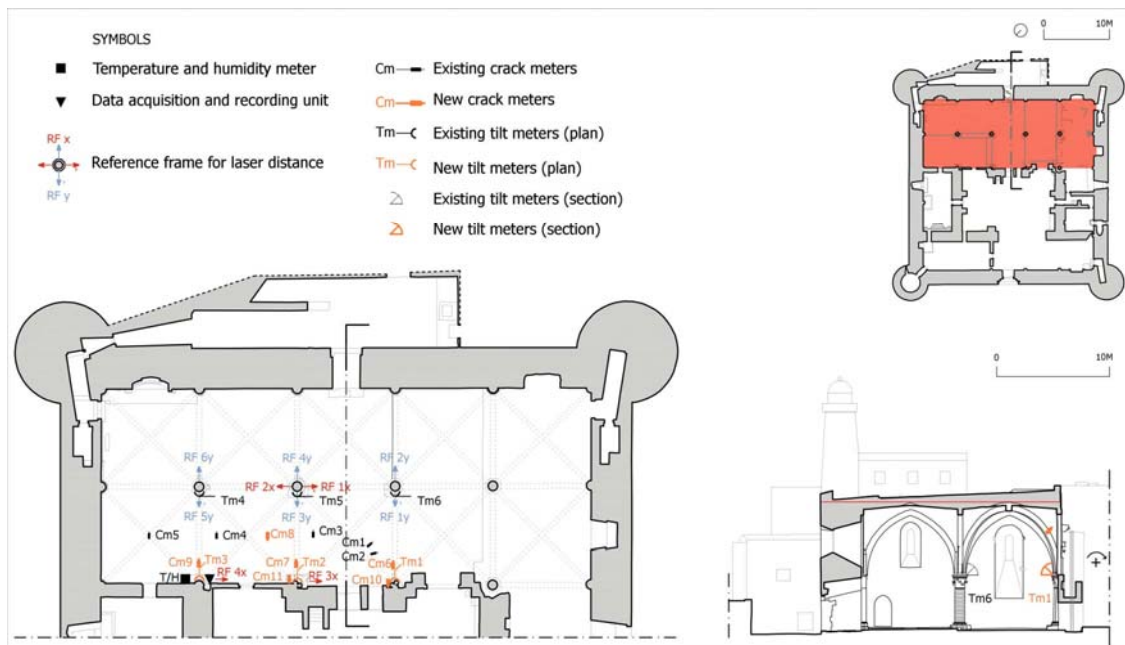 SYMBOLS
Temperature and humidity meter
Data acquisition and recording unit
RF x
Reference frame for laser distance
RF y
Cm Existing crack meters
Cm New crack meters
Tm Existing tilt meters (plan)
Tm New tilt meters (plan)
Existing tilt meters (section)
New tilt meters (section)
0 10M
0 10M
RF 6y RF 4y RF 2y
RF 2x RF 1x
Tm4 Tm5 Tm6
RF 5y RF 3y RF 1y
Cm5 Cm4 Cm8 Cm3
Cm1
Cm2
Cm9 Tm3 Cm7 Tm2 Cm6 Tm1
T/H RF 4x Cm11 RF 3x Cm10
Tm6 Tm1